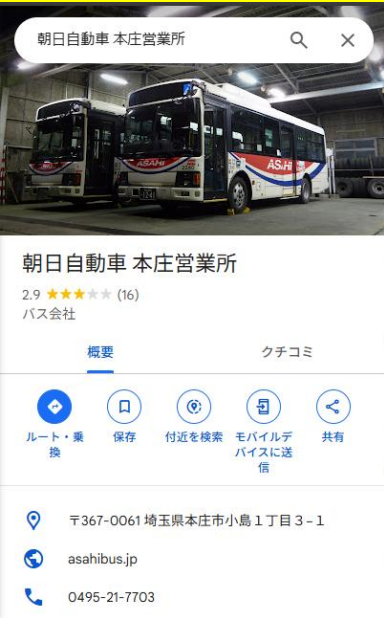 朝日自動車 本庄営業所
ASAHI
ASAHI
朝日自動車 本庄営業所
2.9 ★★★★★ (16)
バス会社
概要
クチコミ
ルート・乗
換
保存
付近を検索
モバイルデ
バイスに送
信
共有
〒367-0061 埼玉県本庄市小島1丁目3−1
asahibus.jp
0495-21-7703